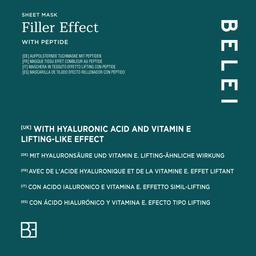 SHEET MASK
Filler Effect
WITH PEPTIDE
[DE] AUFPOLSTERNDE TUCHMASKE MIT PEPTIDEN
[FR] MASQUE TISSU EFFET COMBLEUR AU PEPTIDE
[IT] MASCHERA IN TESSUTO EFFETTO LIFTING CON PEPTIDE
[ES] MASCARILLA DE TEJIDO EFECTO RELLENADOR CON PÉPTIDO
BELEI
[UK] WITH HYALURONIC ACID AND VITAMIN E
LIFTING-LIKE EFFECT
[DE] MIT HYALURONSÄURE UND VITAMIN E. LIFTING-ÄHNLICHE WIRKUNG
[FR] AVEC DE L'ACIDE HYALURONIQUE ET DE LA VITAMINE E. EFFET LIFTANT
[IT] CON ACIDO IALURONICO E VITAMINA E. EFFETTO SIMIL-LIFTING
[ES] CON ÁCIDO HIALURÓNICO Y VITAMINA E. EFECTO TIPO LIFTING